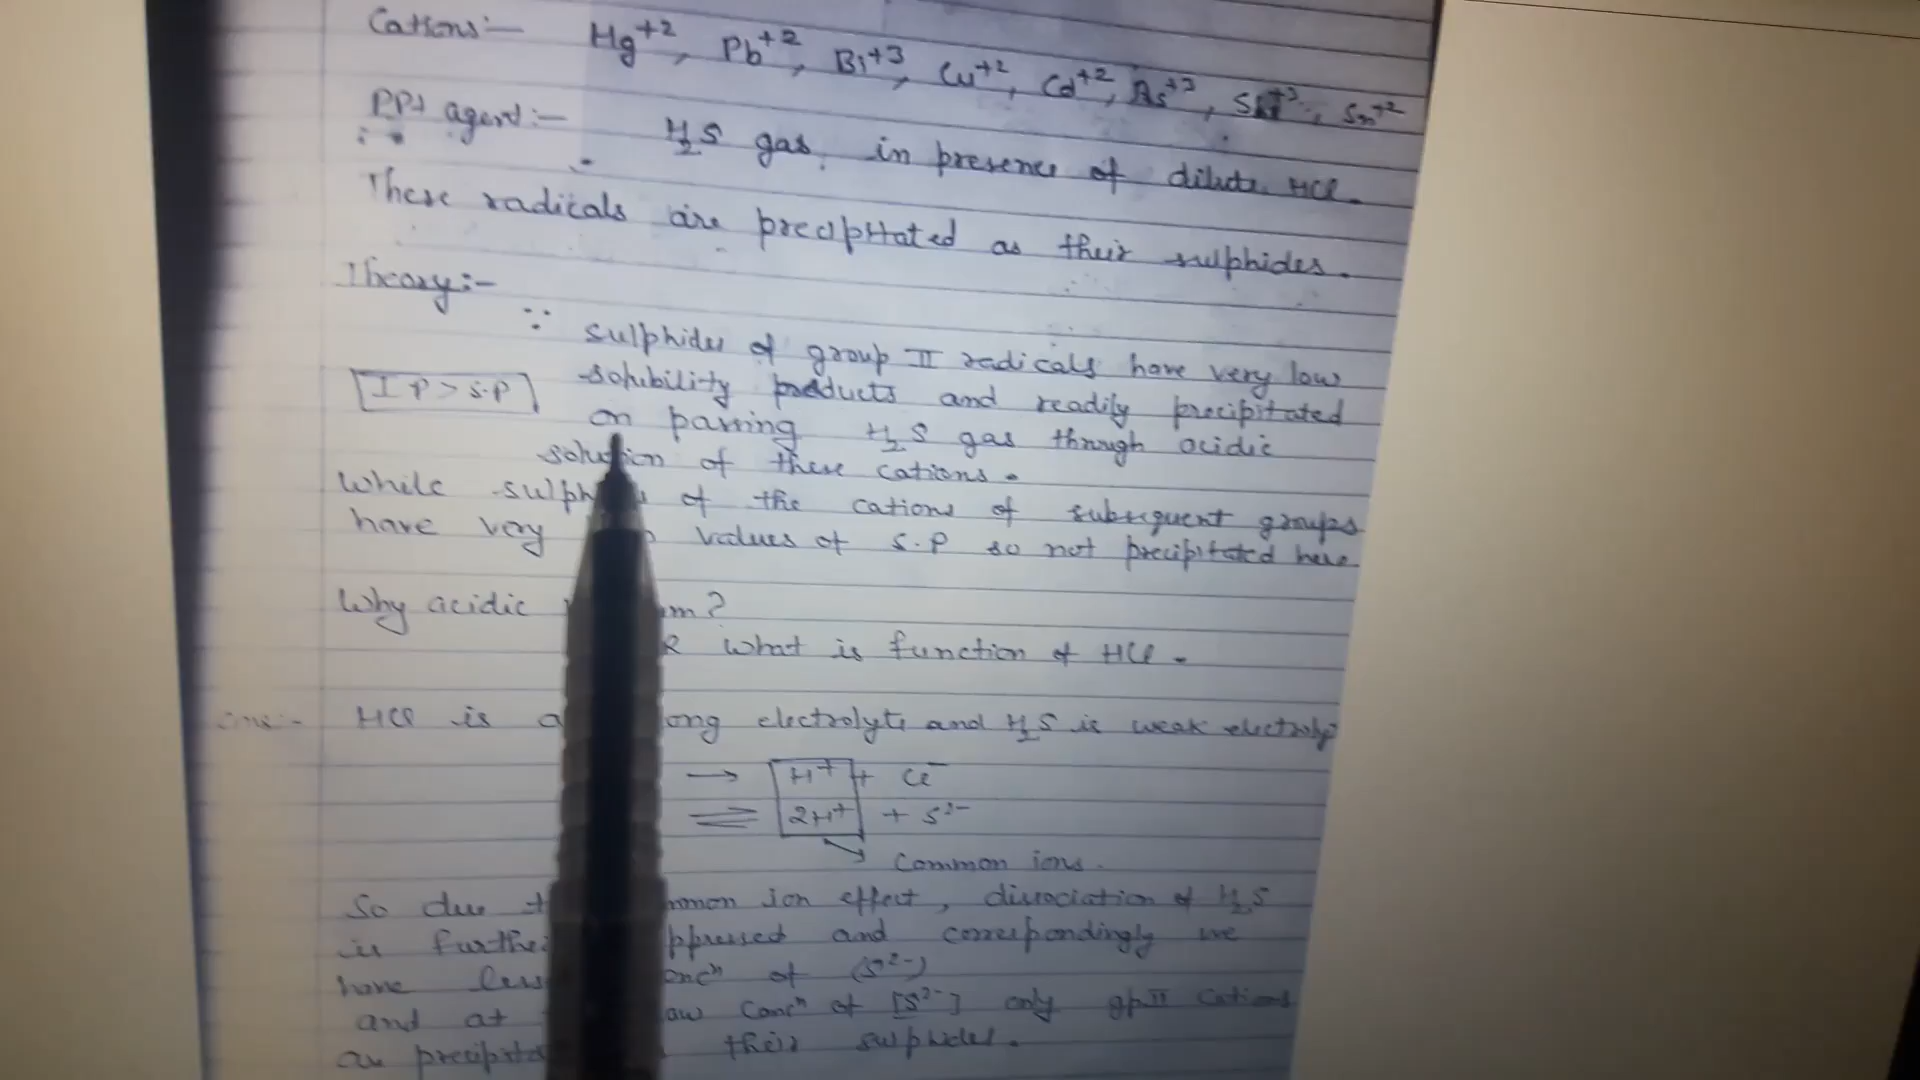 Cations:- Hg+2, Pb+2, Bi+3, Cu+2, Cd+2, As+3, Sn+2
PPt agent:- H2S gas, in presence of dilute HCl.
These radicals are precipitated as their sulphides.
Theory:-
∵ sulphides of group II radicals have very low
I P > S.P solubility products and readily precipitated
on passing H2S gas through acidic
solution of these cations.
While of the cations of subsequent groups
have very values of S.P so not precipitated here
Why acidic ?
What is function of HCl.
Ans:- HCl is a electrolyte and H2S is weak
→ H+ + Cl-
⇌ 2H+ + S2-
Common ions.
So due ion effect, dissociation of H2S
is and correspondingly we
have less of (S2-)
and at concn of [S2-] only gp II cations
are their sulphides.